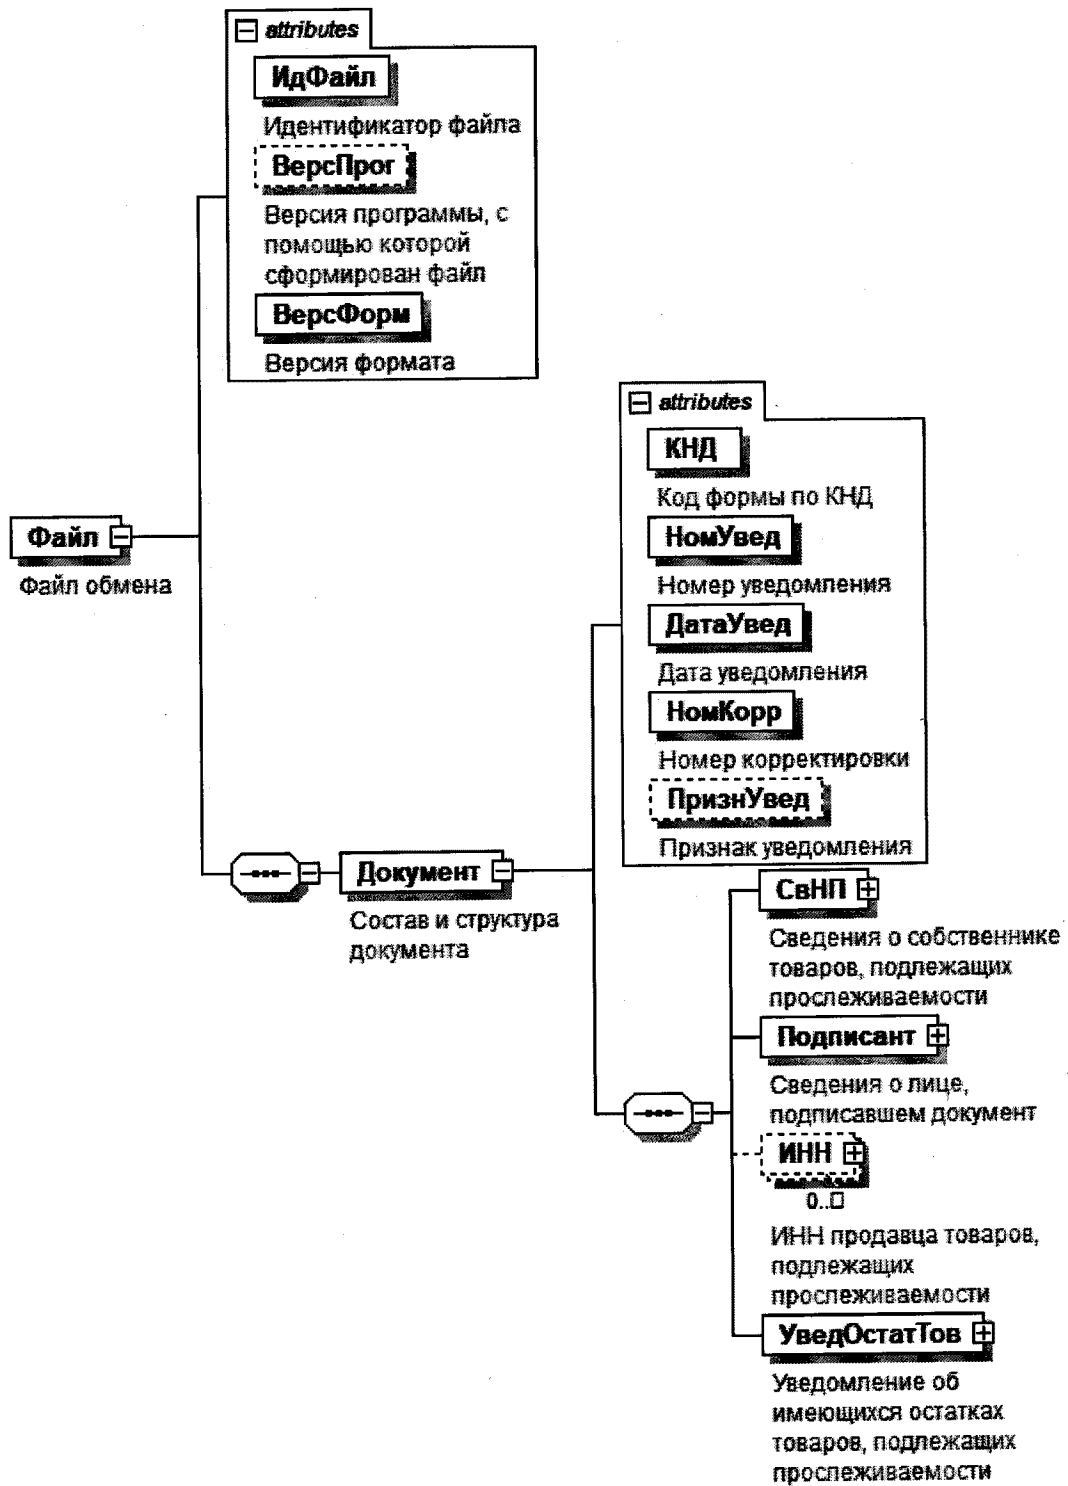 attributes
ИдФайл
Идентификатор файла
ВерсПрог
Версия программы, с
помощью которой
сформирован файл
ВерсФорм
Версия формата
attributes
КНД
Код формы по КНД
НомУвед
Номер уведомления
ДатаУвед
Дата уведомления
НомКорр
Номер корректировки
ПризнУвед
Признак уведомления
Файл
Файл обмена
Документ
Состав и структура
документа
СвНП
Сведения о собственнике
товаров, подлежащих
прослеживаемости
Подписант
Сведения о лице,
подписавшем документ
ИНН
0..□
ИНН продавца товаров,
подлежащих
прослеживаемости
УведОстатТов
Уведомление об
имеющихся остатках
товаров, подлежащих
прослеживаемости